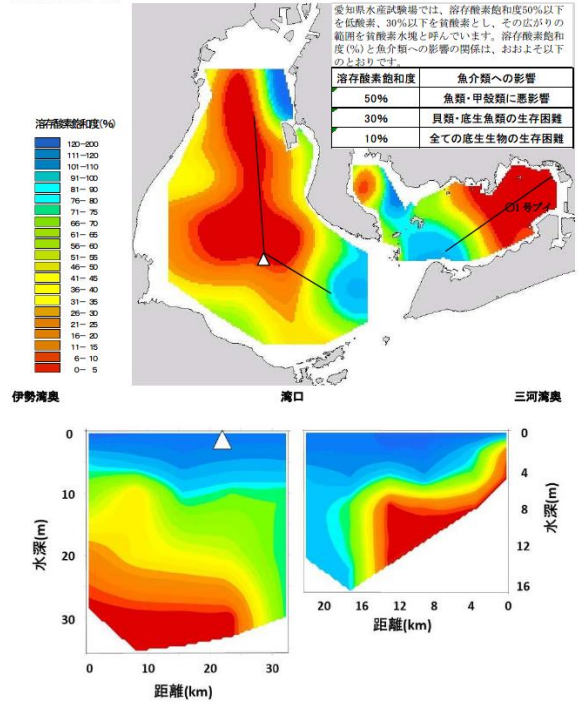 愛知県水産試験場では、溶存酸素飽和度50%以下
を低酸素、30%以下を貧酸素とし、その広がりの
範囲を貧酸素水塊と呼んでいます。溶存酸素飽和
度(%)と魚介類への影響の関係は、おおよそ以下
のとおりです。
溶存酸素飽和度 魚介類への影響
50% 魚類・甲殻類に悪影響
30% 貝類・底生魚類の生存困難
10% 全ての底生生物の生存困難
溶存酸素飽和度(%)
120-200
111-120
101-110
91-100
81- 90
76- 80
71- 75
66- 70
61- 65
56- 60
51- 55
46- 50
41- 45
36- 40
31- 35
26- 30
21- 25
16- 20
11- 15
6- 10
0- 5
1号ブイ
伊勢湾奥 湾口 三河湾奥
0
10
20
30
水深(m)
0 10 20 30
距離(km)
0
4
8
12
16
水深(m)
20 16 12 8 4 0
距離(km)